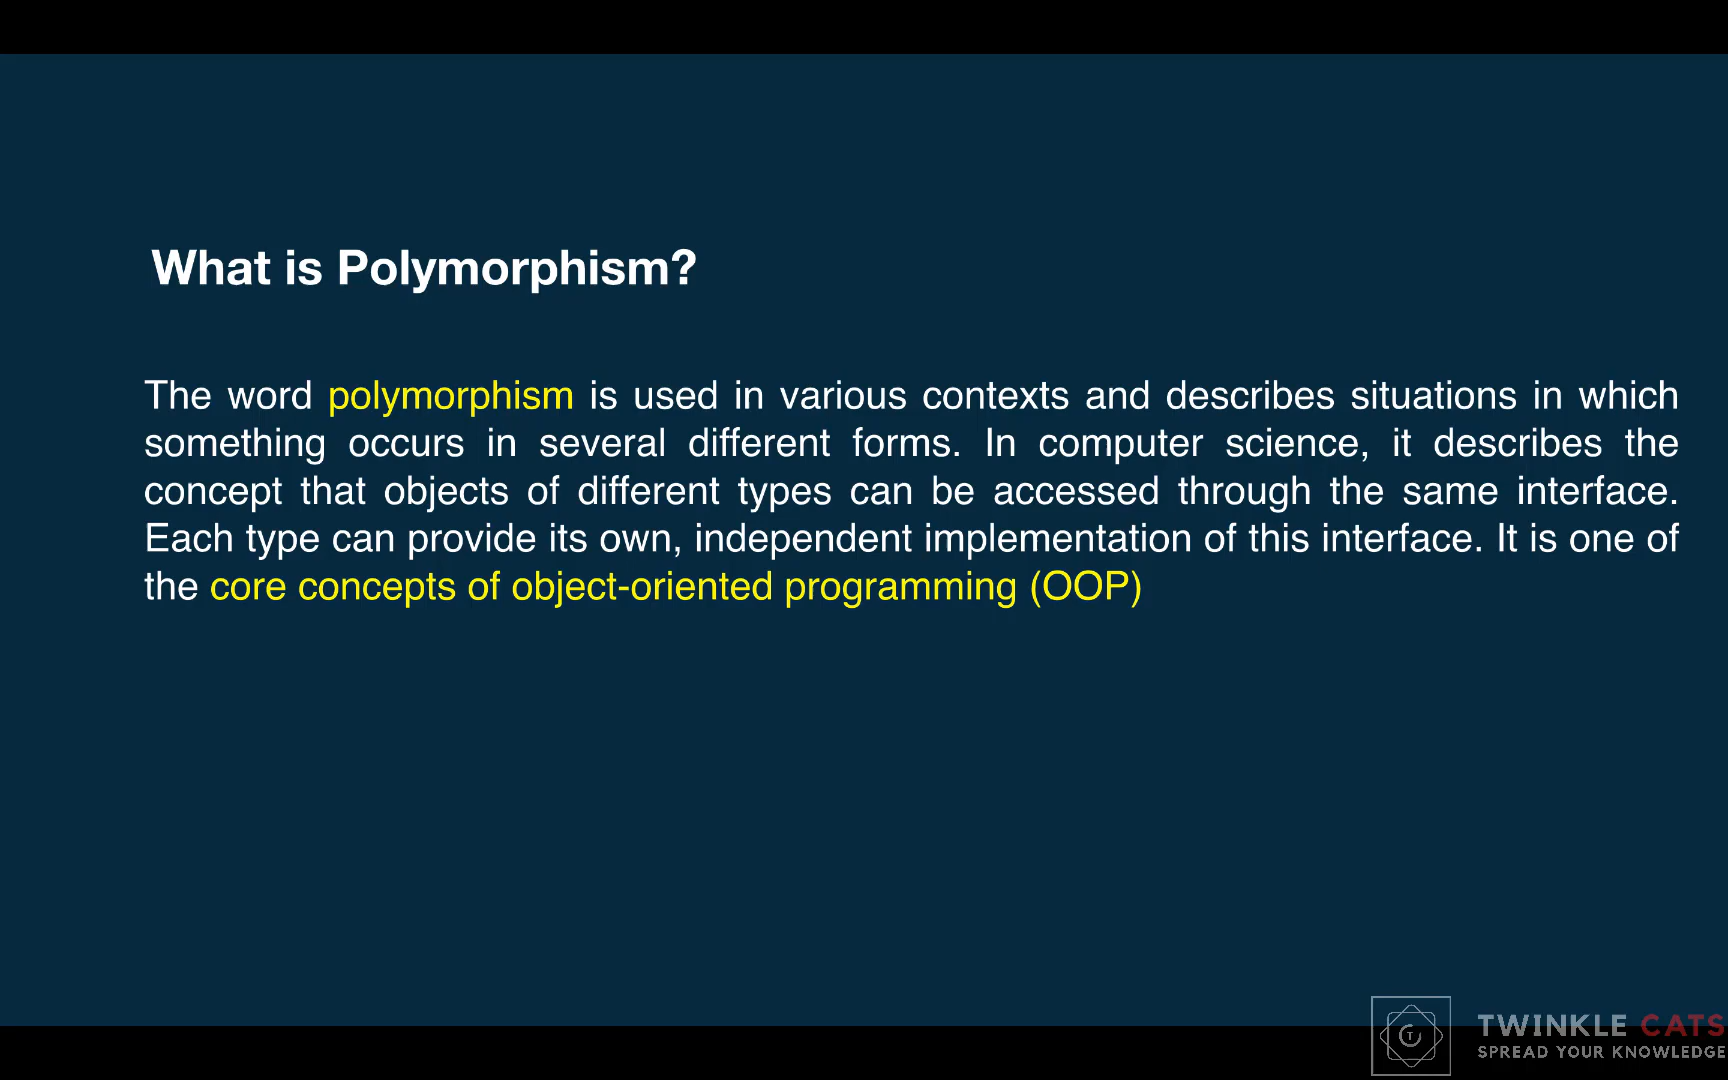 What is Polymorphism?
The word polymorphism is used in various contexts and describes situations in which
something occurs in several different forms. In computer science, it describes the
concept that objects of different types can be accessed through the same interface.
Each type can provide its own, independent implementation of this interface. It is one of
the core concepts of object-oriented programming (OOP)
TWINKLE CATS
SPREAD YOUR KNOWLEDGE